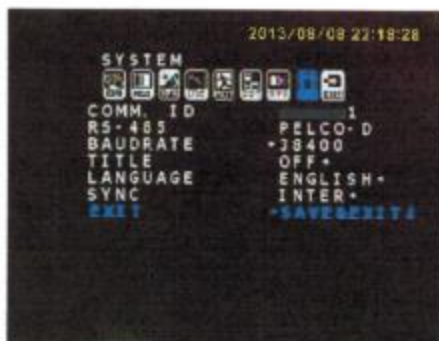 2013/08/08 22:18:28
SYSTEM
COMM. ID 1
RS-485 PELCO-D
BAUDRATE 38400
TITLE OFF
LANGUAGE ENGLISH
SYNC INTER
EXIT SAVE&EXIT